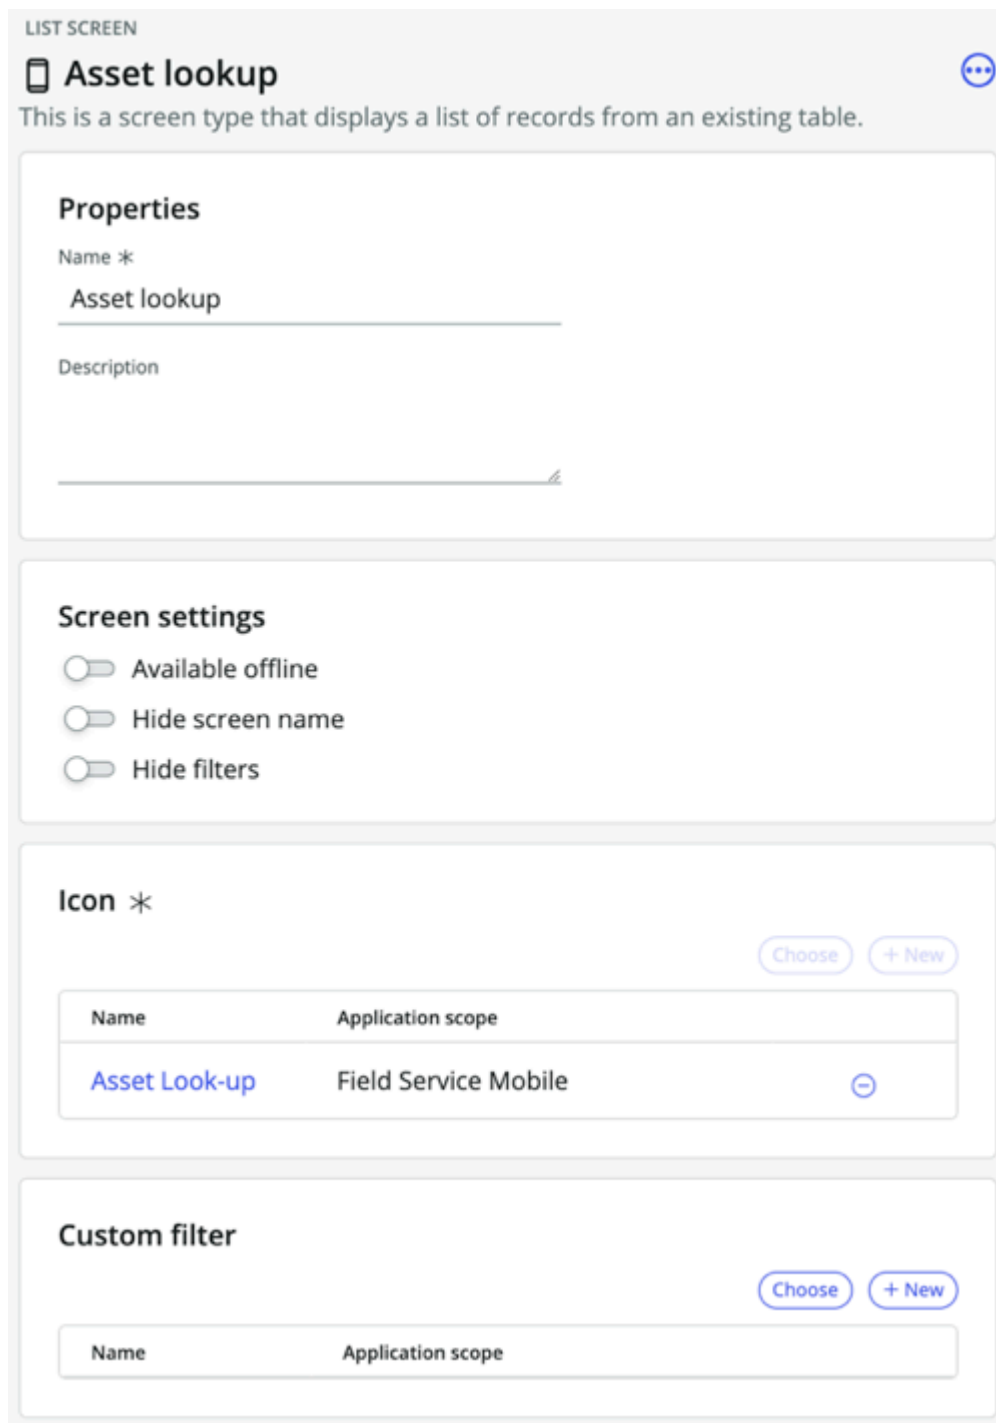 LIST SCREEN
Asset lookup
This is a screen type that displays a list of records from an existing table.
Properties
Name *
Asset lookup
Description
Screen settings
Available offline
Hide screen name
Hide filters
Icon *
Choose + New
Name Application scope
Asset Look-up Field Service Mobile
Custom filter
Choose + New
Name Application scope